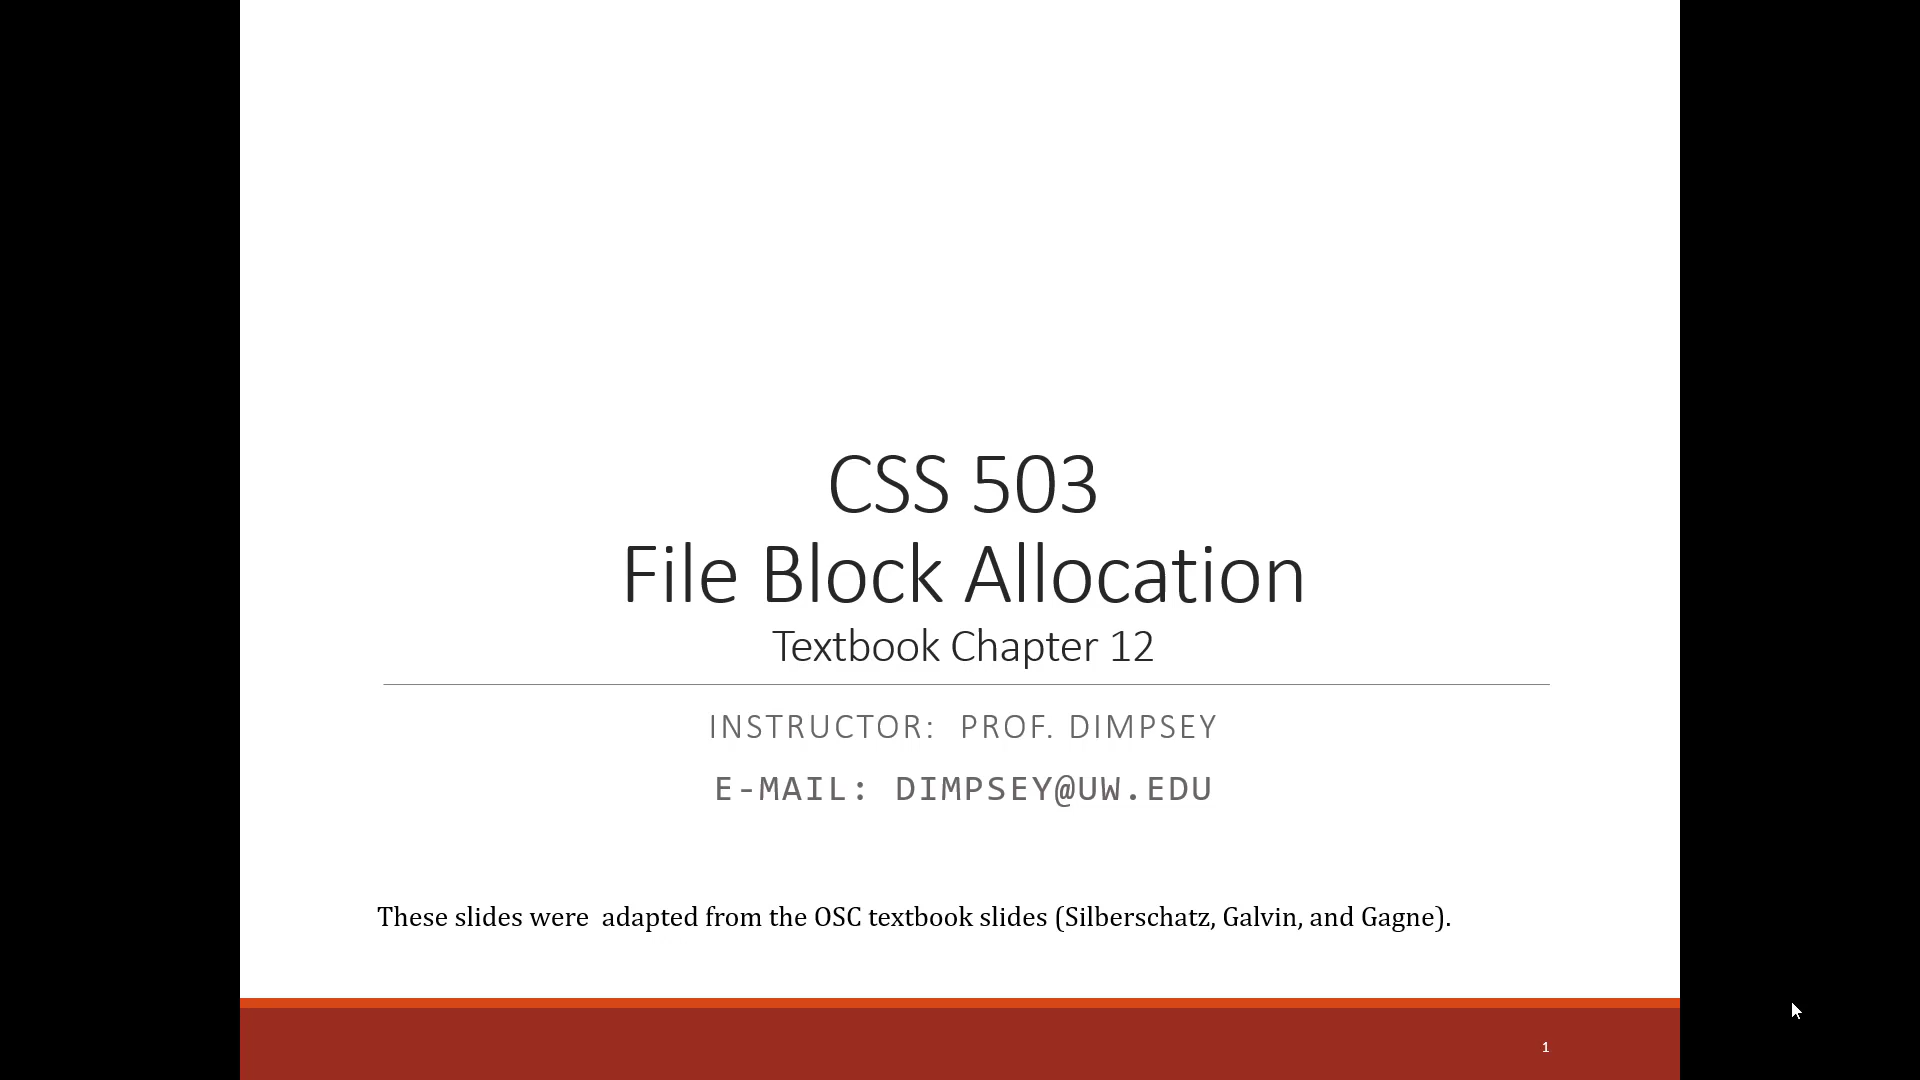 CSS 503
File Block Allocation
Textbook Chapter 12
INSTRUCTOR: PROF. DIMPSEY
E-MAIL: DIMPSEY@UW.EDU
These slides were adapted from the OSC textbook slides (Silberschatz, Galvin, and Gagne).
1